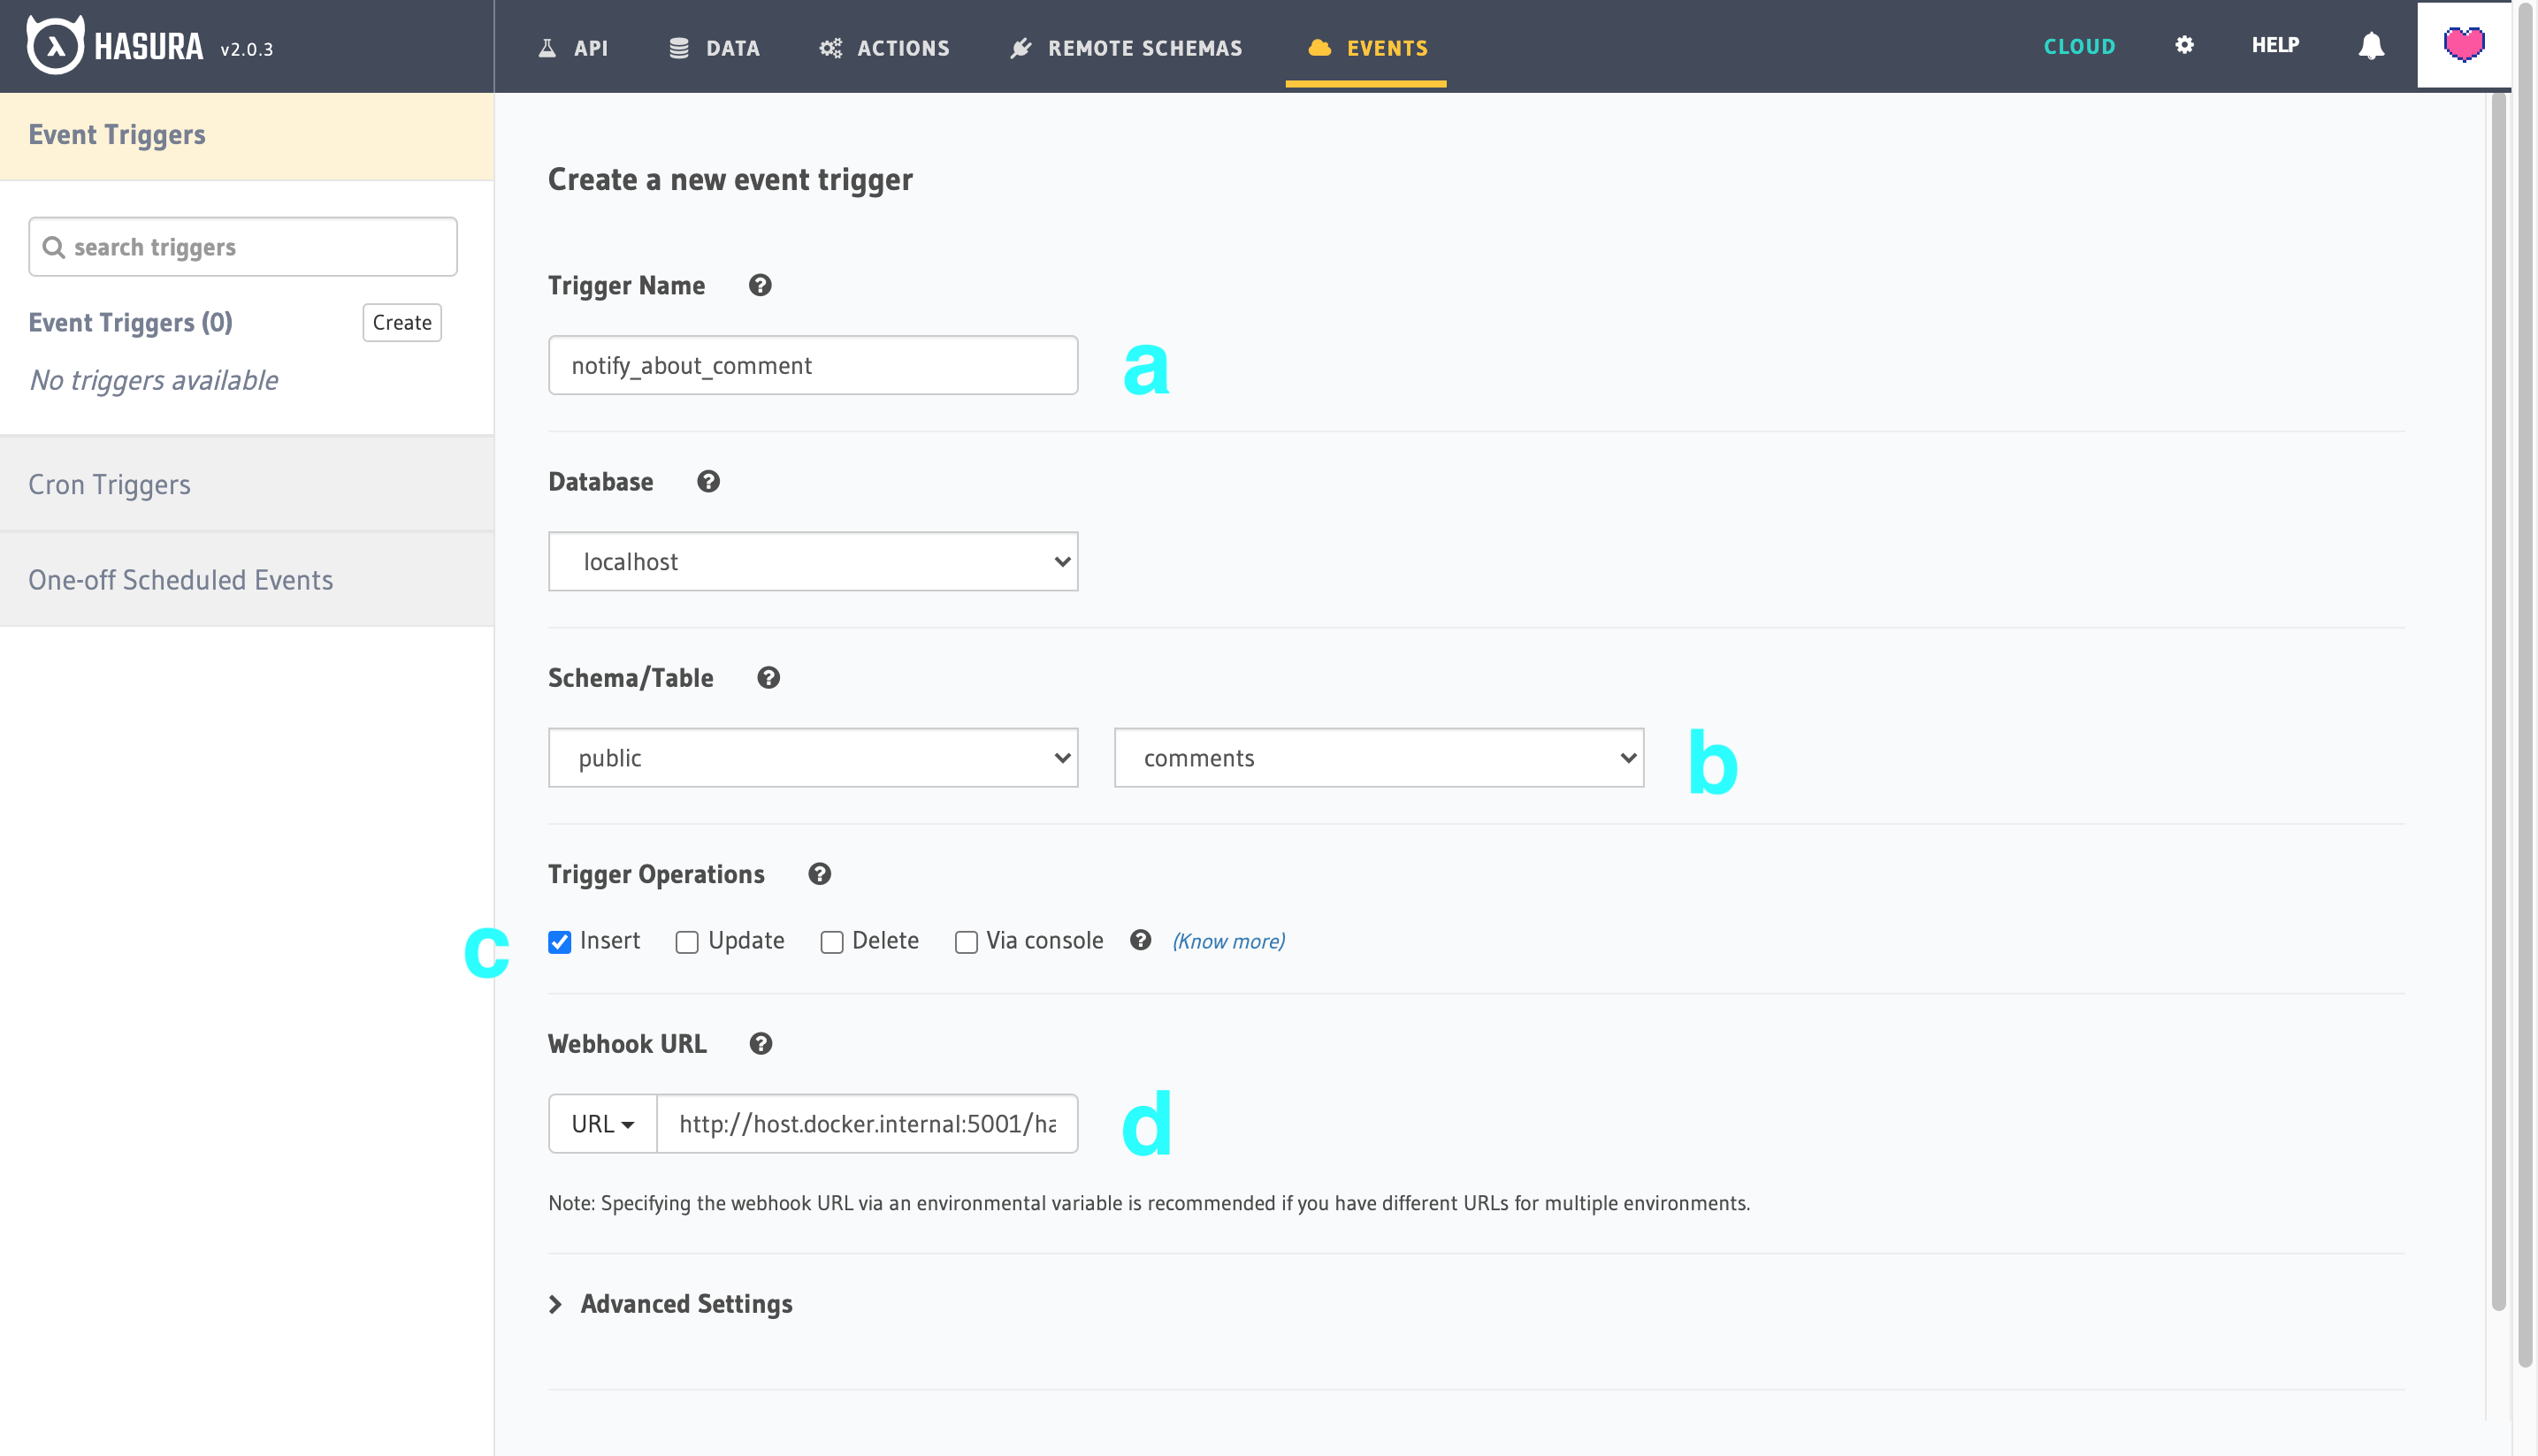 HASURA v2.0.3 API DATA ACTIONS REMOTE SCHEMAS EVENTS CLOUD HELP
Event Triggers
search triggers
Event Triggers (0) Create
No triggers available
Cron Triggers
One-off Scheduled Events
Create a new event trigger
Trigger Name
notify_about_comment a
Database
localhost
Schema/Table
public comments b
Trigger Operations
c Insert Update Delete Via console (Know more)
Webhook URL
URL http://host.docker.internal:5001/ha d
Note: Specifying the webhook URL via an environmental variable is recommended if you have different URLs for multiple environments.
Advanced Settings